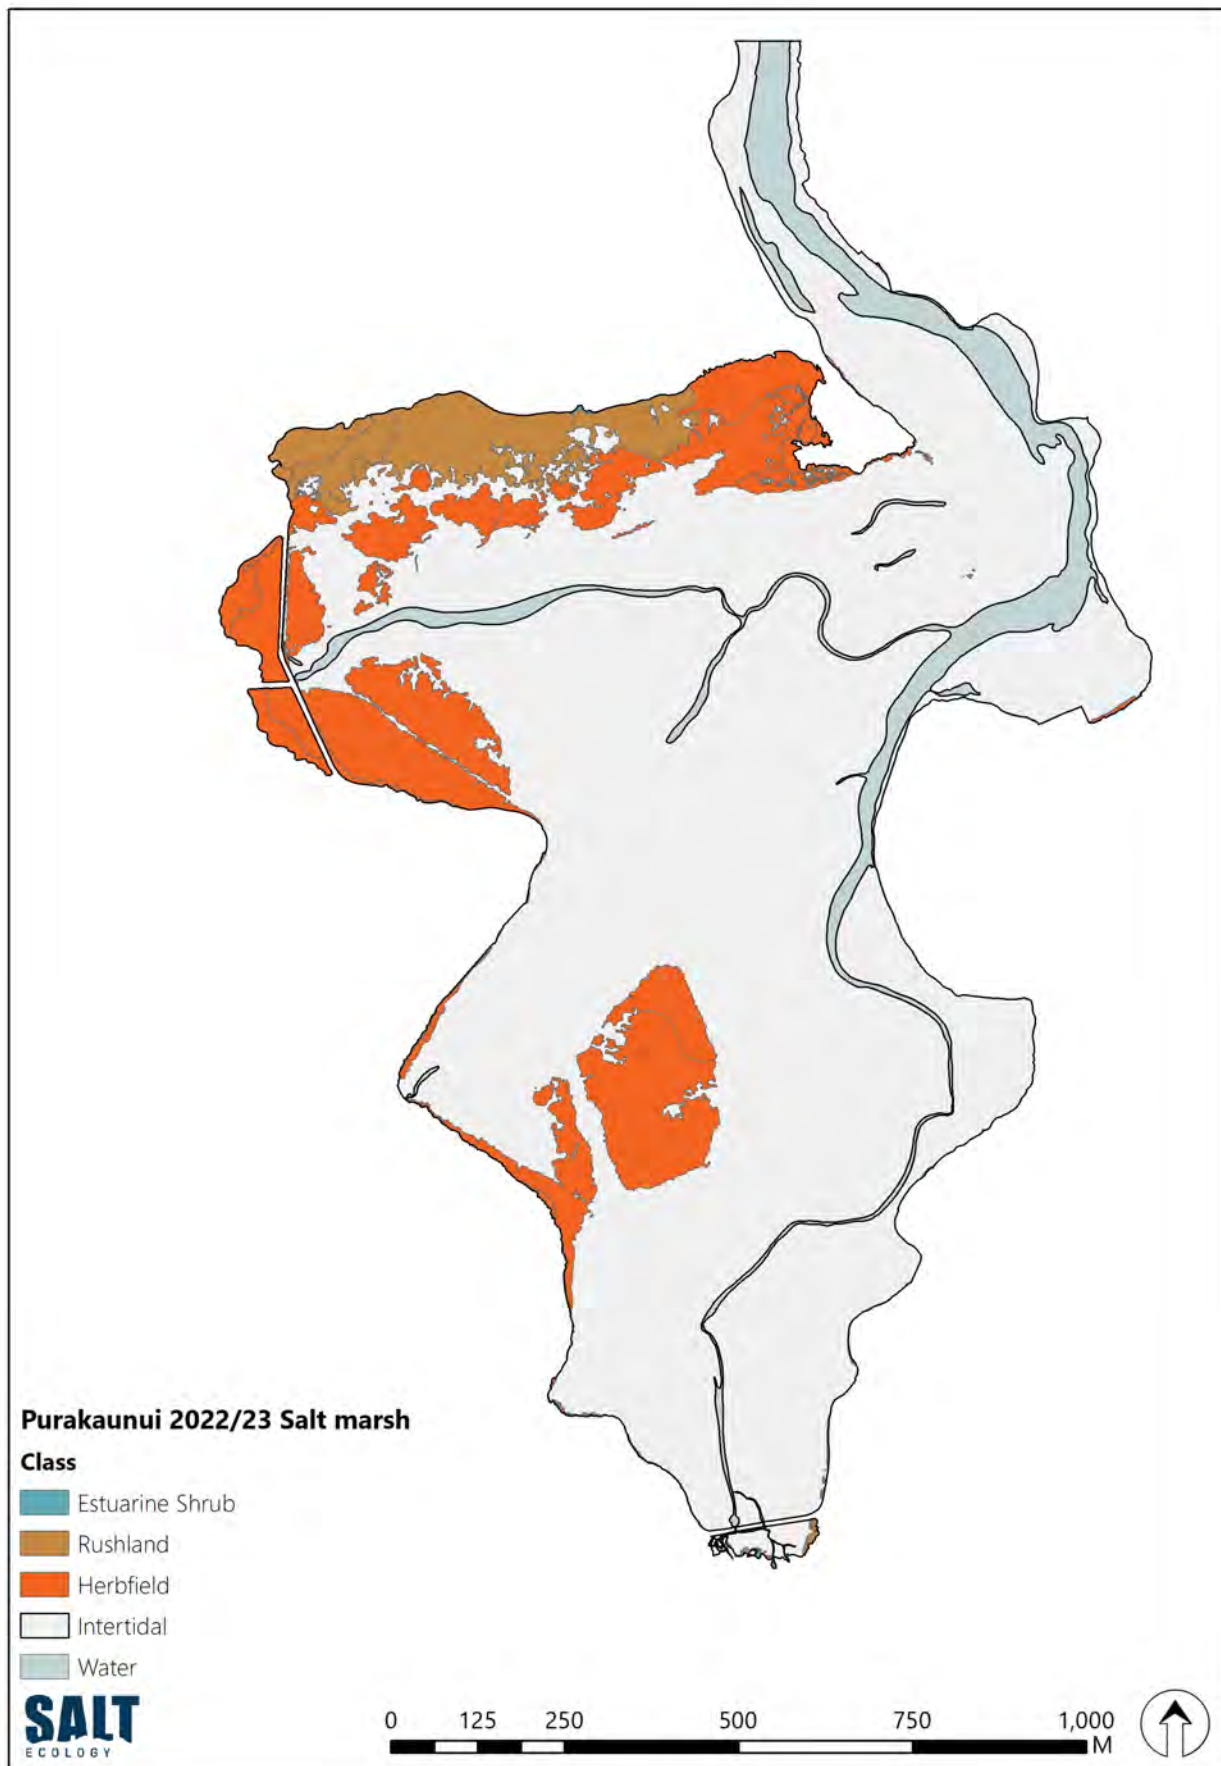 Purakaunui 2022/23 Salt marsh
Class
Estuarine Shrub
Rushland
Herbfield
Intertidal
Water
SALT
ECOLOGY
0 125 250 500 750 1,000
M